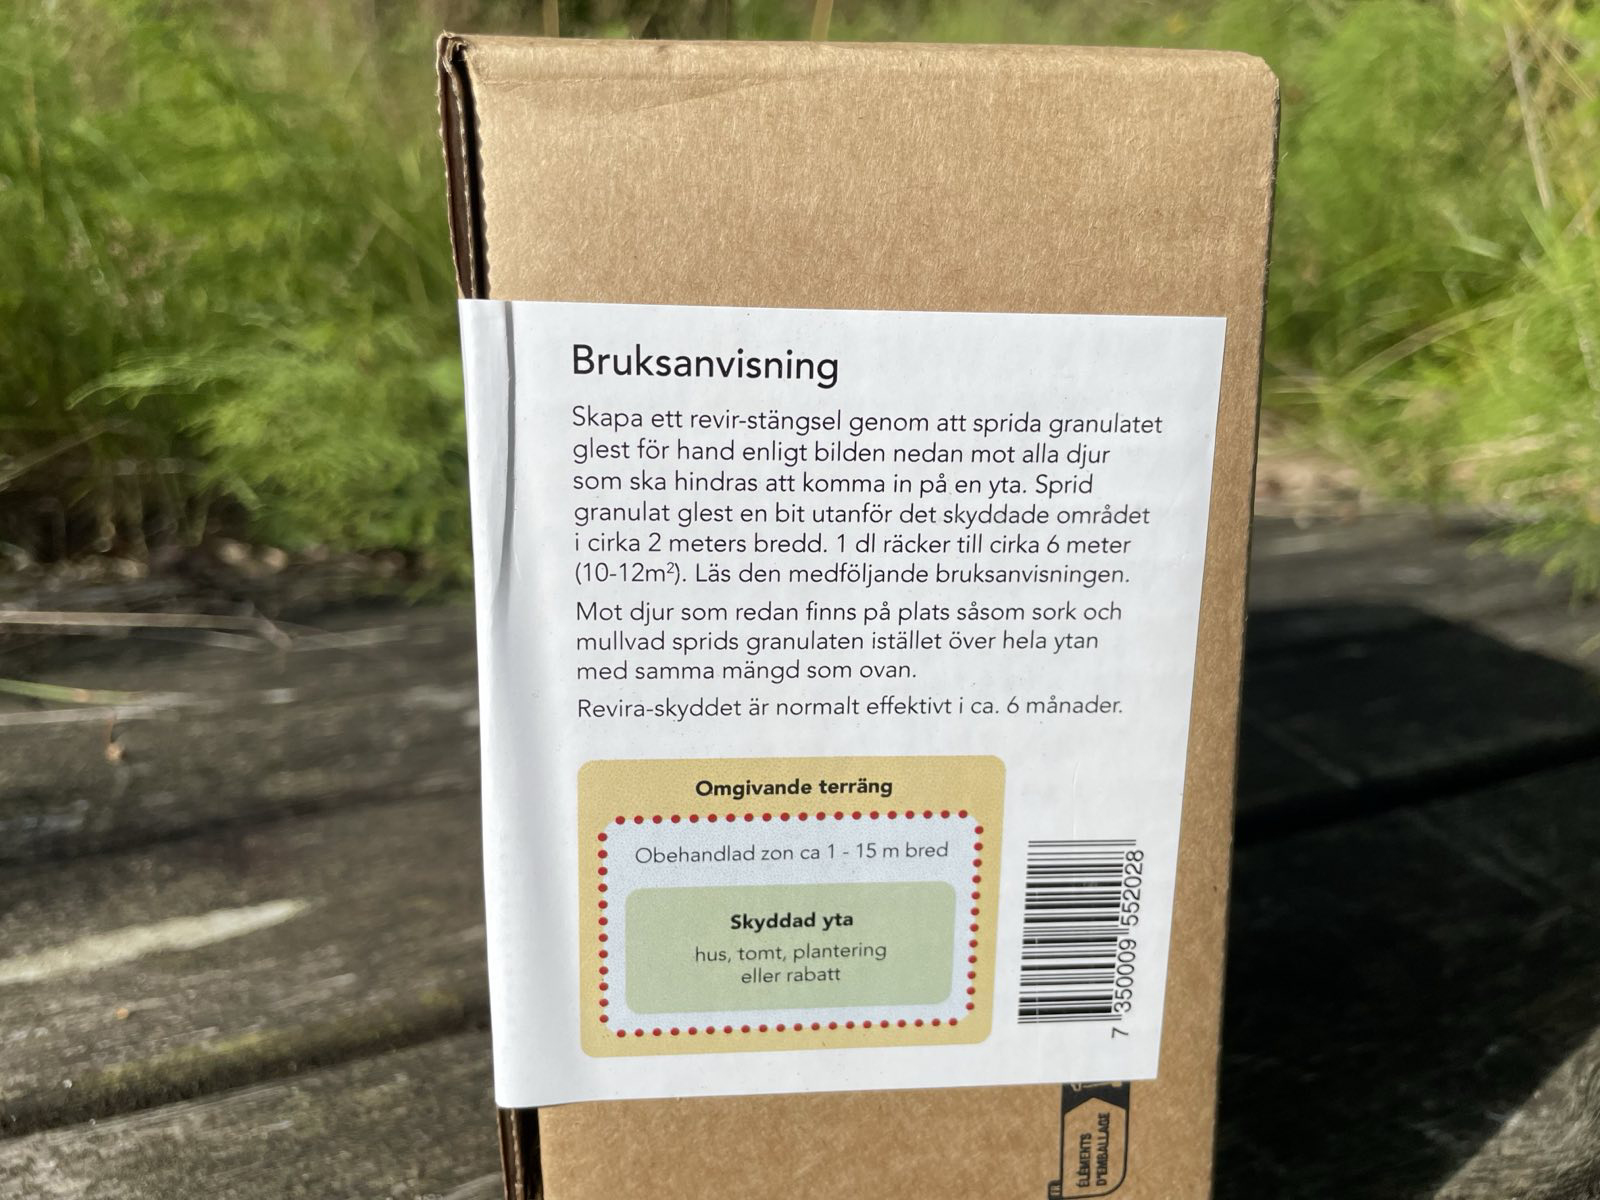 Bruksanvisning
Skapa ett revir-stängsel genom att sprida granulatet
glest för hand enligt bilden nedan mot alla djur
som ska hindras att komma in på en yta. Sprid
granulat glest en bit utanför det skyddade området
i cirka 2 meters bredd. 1 dl räcker till cirka 6 meter
(10-12m²). Läs den medföljande bruksanvisningen.
Mot djur som redan finns på plats såsom sork och
mullvad sprids granulaten istället över hela ytan
med samma mängd som ovan.
Revira-skyddet är normalt effektivt i ca. 6 månader.
Omgivande terräng
Obehandlad zon ca 1 - 15 m bred
Skyddad yta
hus, tomt, plantering
eller rabatt
7 350009 552028
FR
ÉLÉMENTS
D'EMBALLAGE